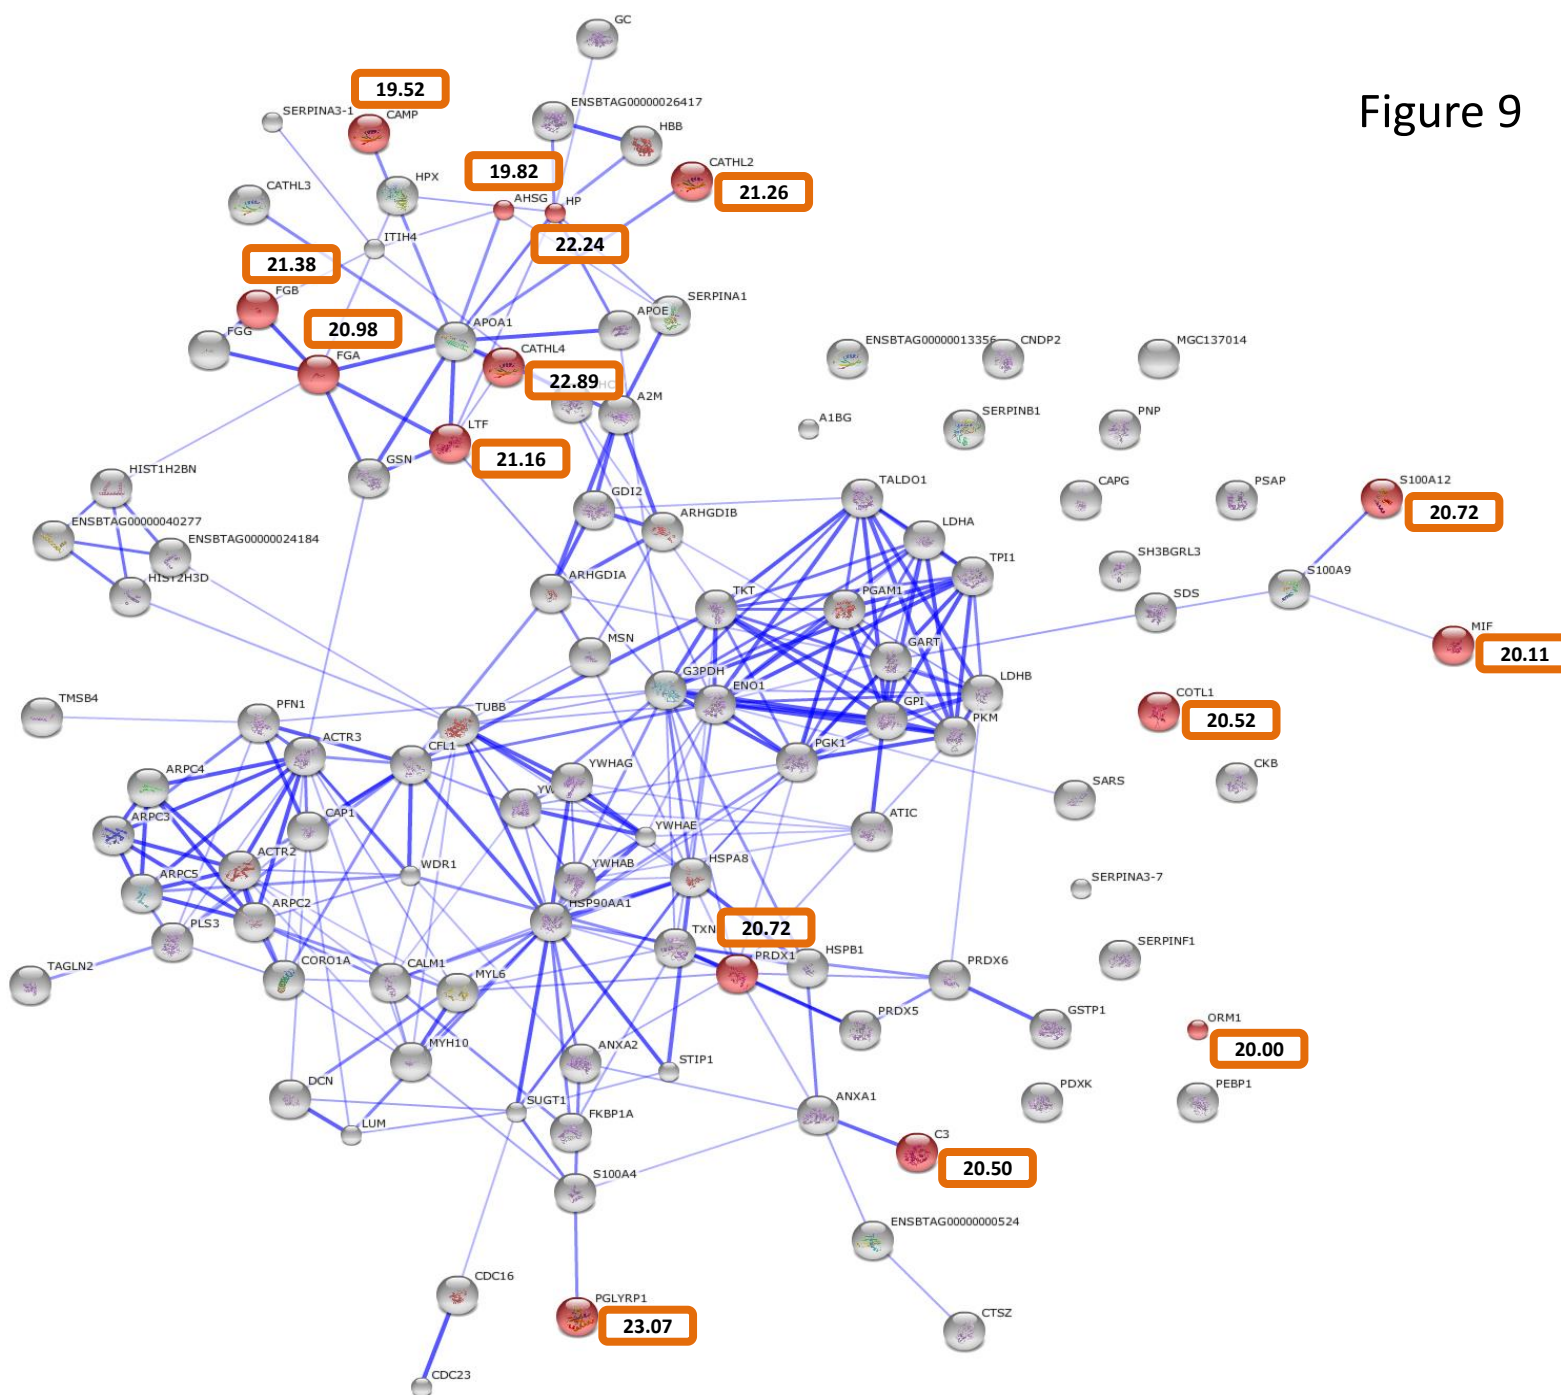 GC
Figure 9
19.52
ENSBTAG00000026417
SERPINA3-1
CAMP
HBB
19.82
CATHL2
CATHL3
HPX
21.26
AHSG
HP
ITIH4
22.24
21.38
FGB
SERPINA1
20.98
APOA1
APOE
FGG
FGA
ENSBTAG00000013356
CNDP2
MGC137014
CATHL4
22.89
A2M
A1BG
SERPINB1
PNP
LTF
21.16
GSN
HIST1H2BN
GDI2
TALDO1
CAPG
PSAP
S100A12
20.72
ENSBTAG00000040277
ARHGDIB
LDHA
ENSBTAG00000024184
TPI1
SH3BGRL3
HIST2H3D
ARHGDIA
TKT
PGAM1
SDS
S100A9
MSN
GART
MIF
20.11
G3PDH
ENO1
LDHB
COTL1
20.52
TMSB4
PFN1
TUBB
GPI
PKM
ACTR3
CFL1
PGK1
ARPC4
YWHAG
CKB
SARS
ARPC3
CAP1
YW
YWHAE
ATIC
ACTR2
WDR1
YWHAB
HSPA8
ARPC5
SERPINA3-7
ARPC2
HSP90AA1
PLS3
TXN
20.72
SERPINF1
TAGLN2
CORO1A
CALM1
MYL6
PRDX1
HSPB1
PRDX6
PRDX5
GSTP1
ORM1
20.00
MYH10
ANXA2
STIP1
DCN
PDXK
PEBP1
SUGT1
FKBP1A
ANXA1
LUM
C3
20.50
S100A4
ENSBTAG00000000524
CDC16
PGLYRP1
23.07
CTSZ
CDC23